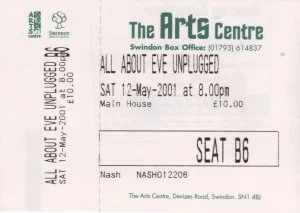 ALL ABOUT EVE UNPLUGGED B6
SAT 12-May-2001 at 8.00pm
£10.00
ARTS
Swindon
The Arts Centre
Swindon Box Office: (01793) 614837
ALL ABOUT EVE UNPLUGGED
SAT 12-May-2001 at 8.00pm
Main House £10.00
SEAT B6
Nash NASH012206
The Arts Centre, Devizes Road, Swindon. SN1 4BJ